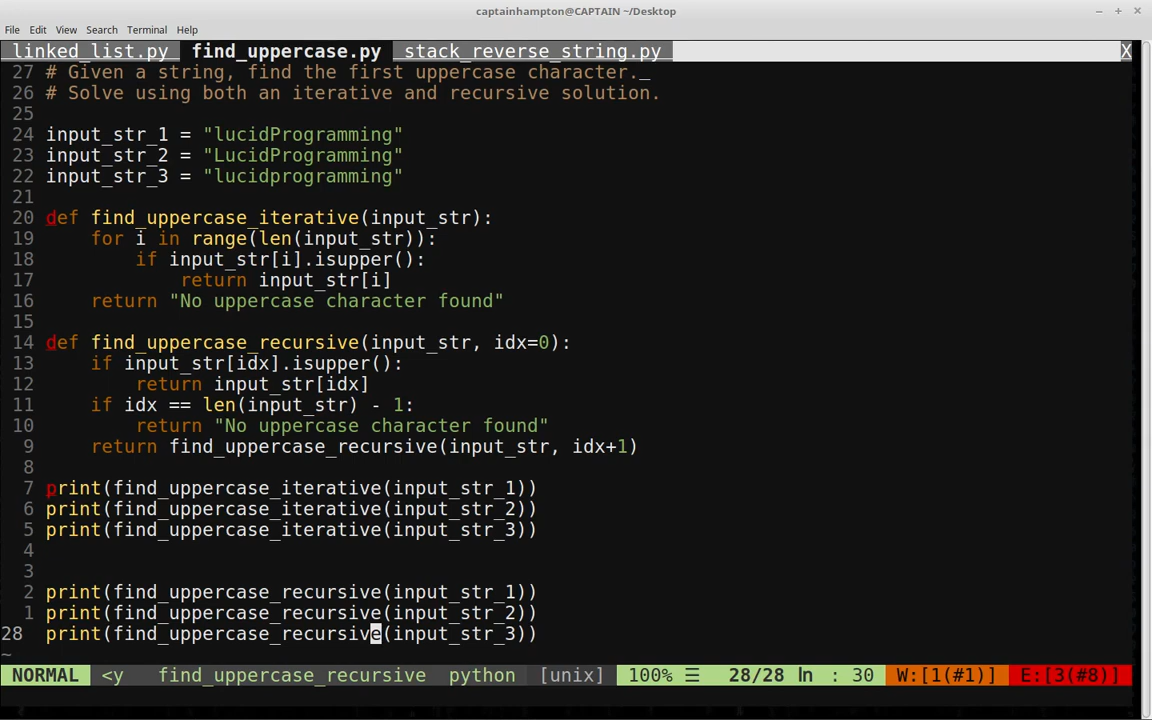 captainhampton@CAPTAIN ~/Desktop
File Edit View Search Terminal Help
linked_list.py find_uppercase.py stack_reverse_string.py X
27 # Given a string, find the first uppercase character._
26 # Solve using both an iterative and recursive solution.
25
24 input_str_1 = "lucidProgramming"
23 input_str_2 = "LucidProgramming"
22 input_str_3 = "lucidprogramming"
21
20 def find_uppercase_iterative(input_str):
19     for i in range(len(input_str)):
18         if input_str[i].isupper():
17             return input_str[i]
16     return "No uppercase character found"
15
14 def find_uppercase_recursive(input_str, idx=0):
13     if input_str[idx].isupper():
12         return input_str[idx]
11     if idx == len(input_str) - 1:
10         return "No uppercase character found"
9     return find_uppercase_recursive(input_str, idx+1)
8
7 print(find_uppercase_iterative(input_str_1))
6 print(find_uppercase_iterative(input_str_2))
5 print(find_uppercase_iterative(input_str_3))
4
3
2 print(find_uppercase_recursive(input_str_1))
1 print(find_uppercase_recursive(input_str_2))
28 print(find_uppercase_recursive(input_str_3))
~
NORMAL <y find_uppercase_recursive python [unix] 100% ☰ 28/28 ln : 30 W:[1(#1)] E:[3(#8)]